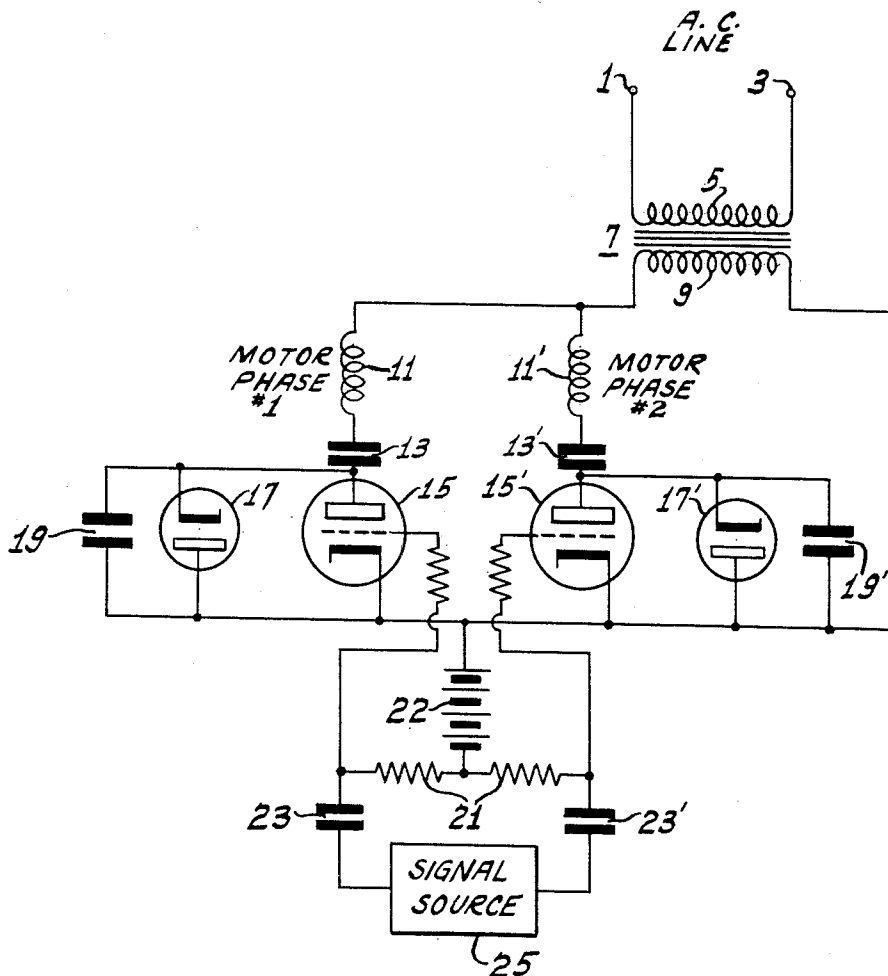 A. C.
LINE
1
3
5
7
9
MOTOR
PHASE
#1
11
11'
MOTOR
PHASE
#2
13
13'
17
15
15'
17'
19
19'
22
23
21
23'
SIGNAL
SOURCE
25